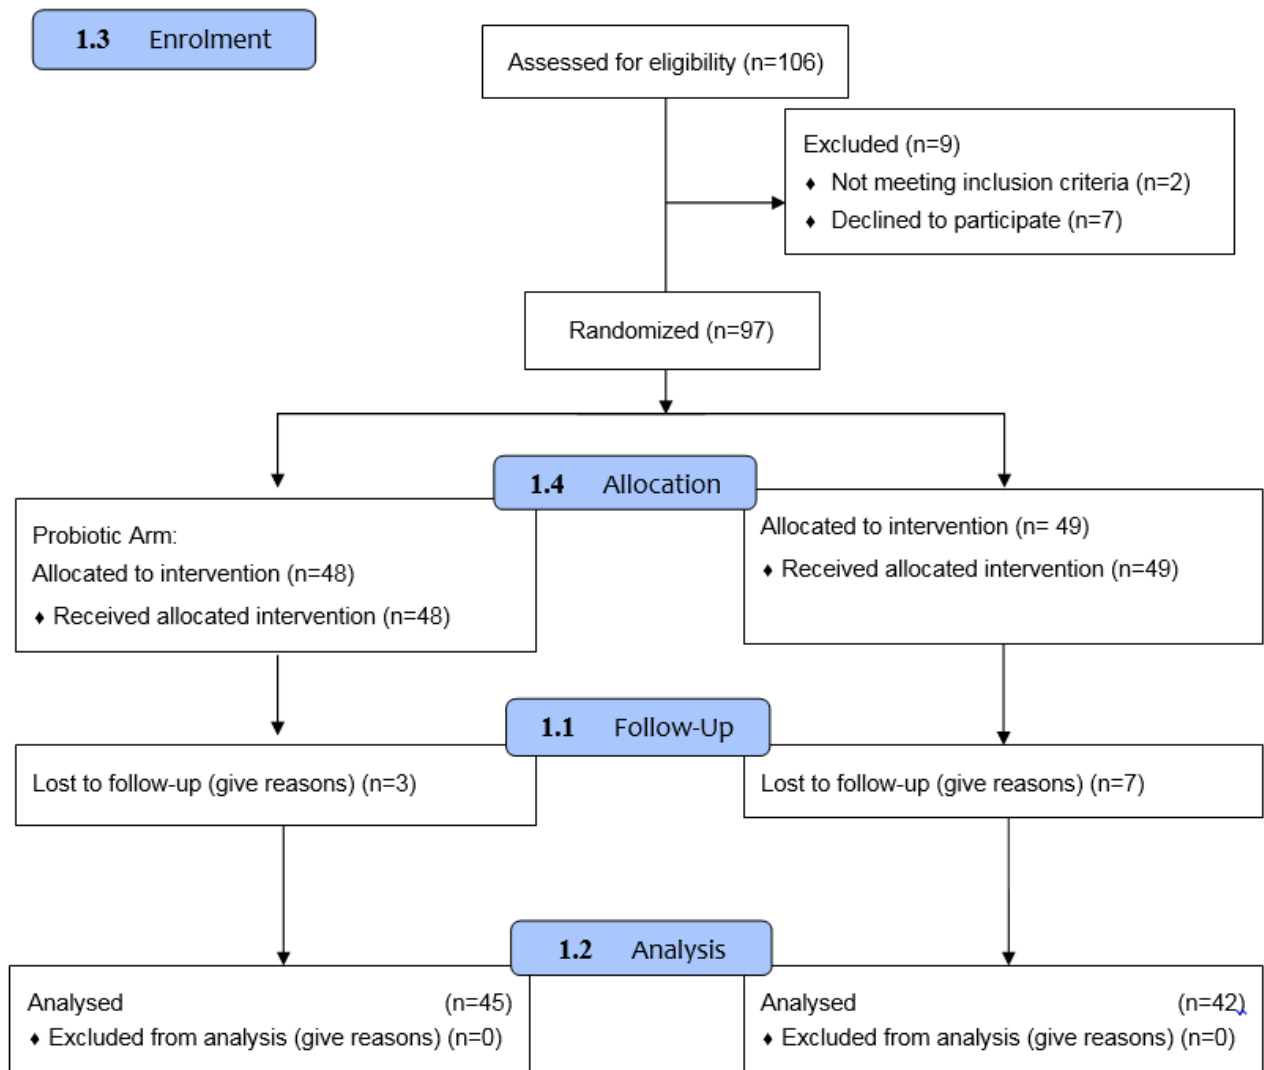 1.3 Enrolment
Assessed for eligibility (n=106)
Excluded (n=9)
♦ Not meeting inclusion criteria (n=2)
♦ Declined to participate (n=7)
Randomized (n=97)
1.4 Allocation
Probiotic Arm:
Allocated to intervention (n=48)
♦ Received allocated intervention (n=48)
Allocated to intervention (n= 49)
♦ Received allocated intervention (n=49)
1.1 Follow-Up
Lost to follow-up (give reasons) (n=3)
Lost to follow-up (give reasons) (n=7)
1.2 Analysis
Analysed (n=45)
♦ Excluded from analysis (give reasons) (n=0)
Analysed (n=42)
♦ Excluded from analysis (give reasons) (n=0)